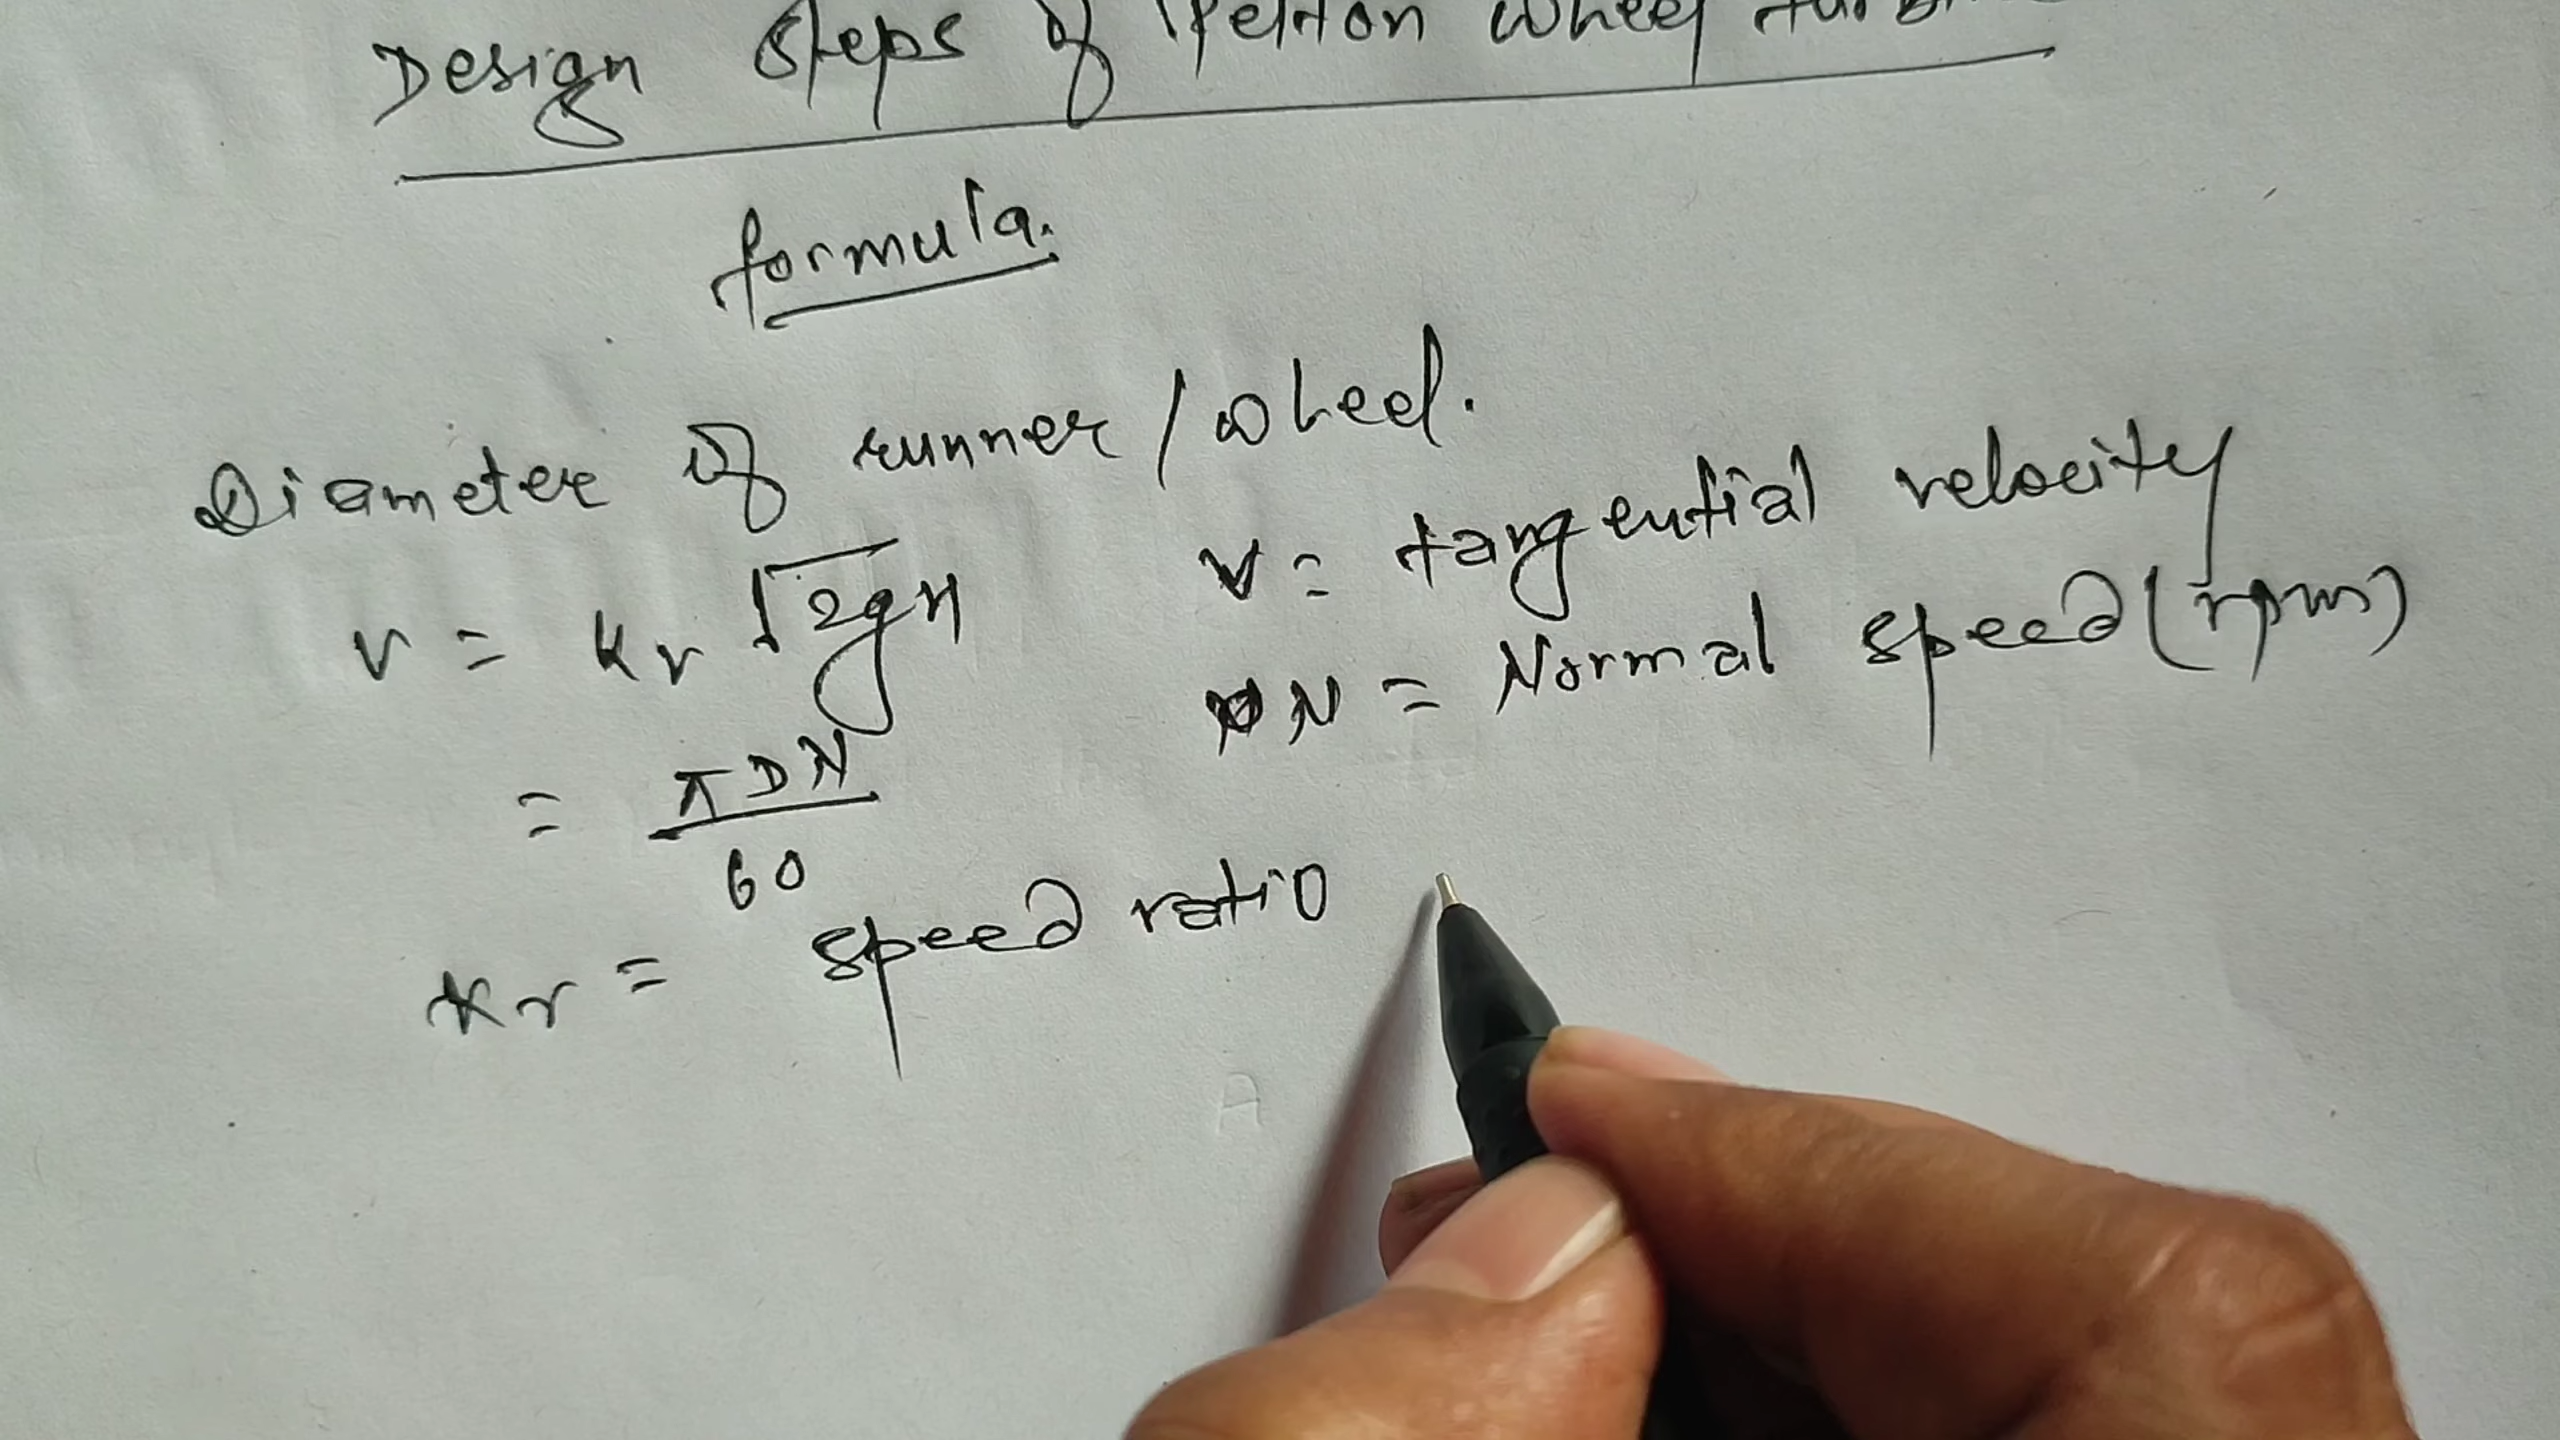 Design Steps of Pelton wheel turbine
formula.
Diameter of runner / wheel.
v = Kv √2gH
V = tangential velocity
= πDN/60
N = Normal speed (rpm)
Kv = speed ratio